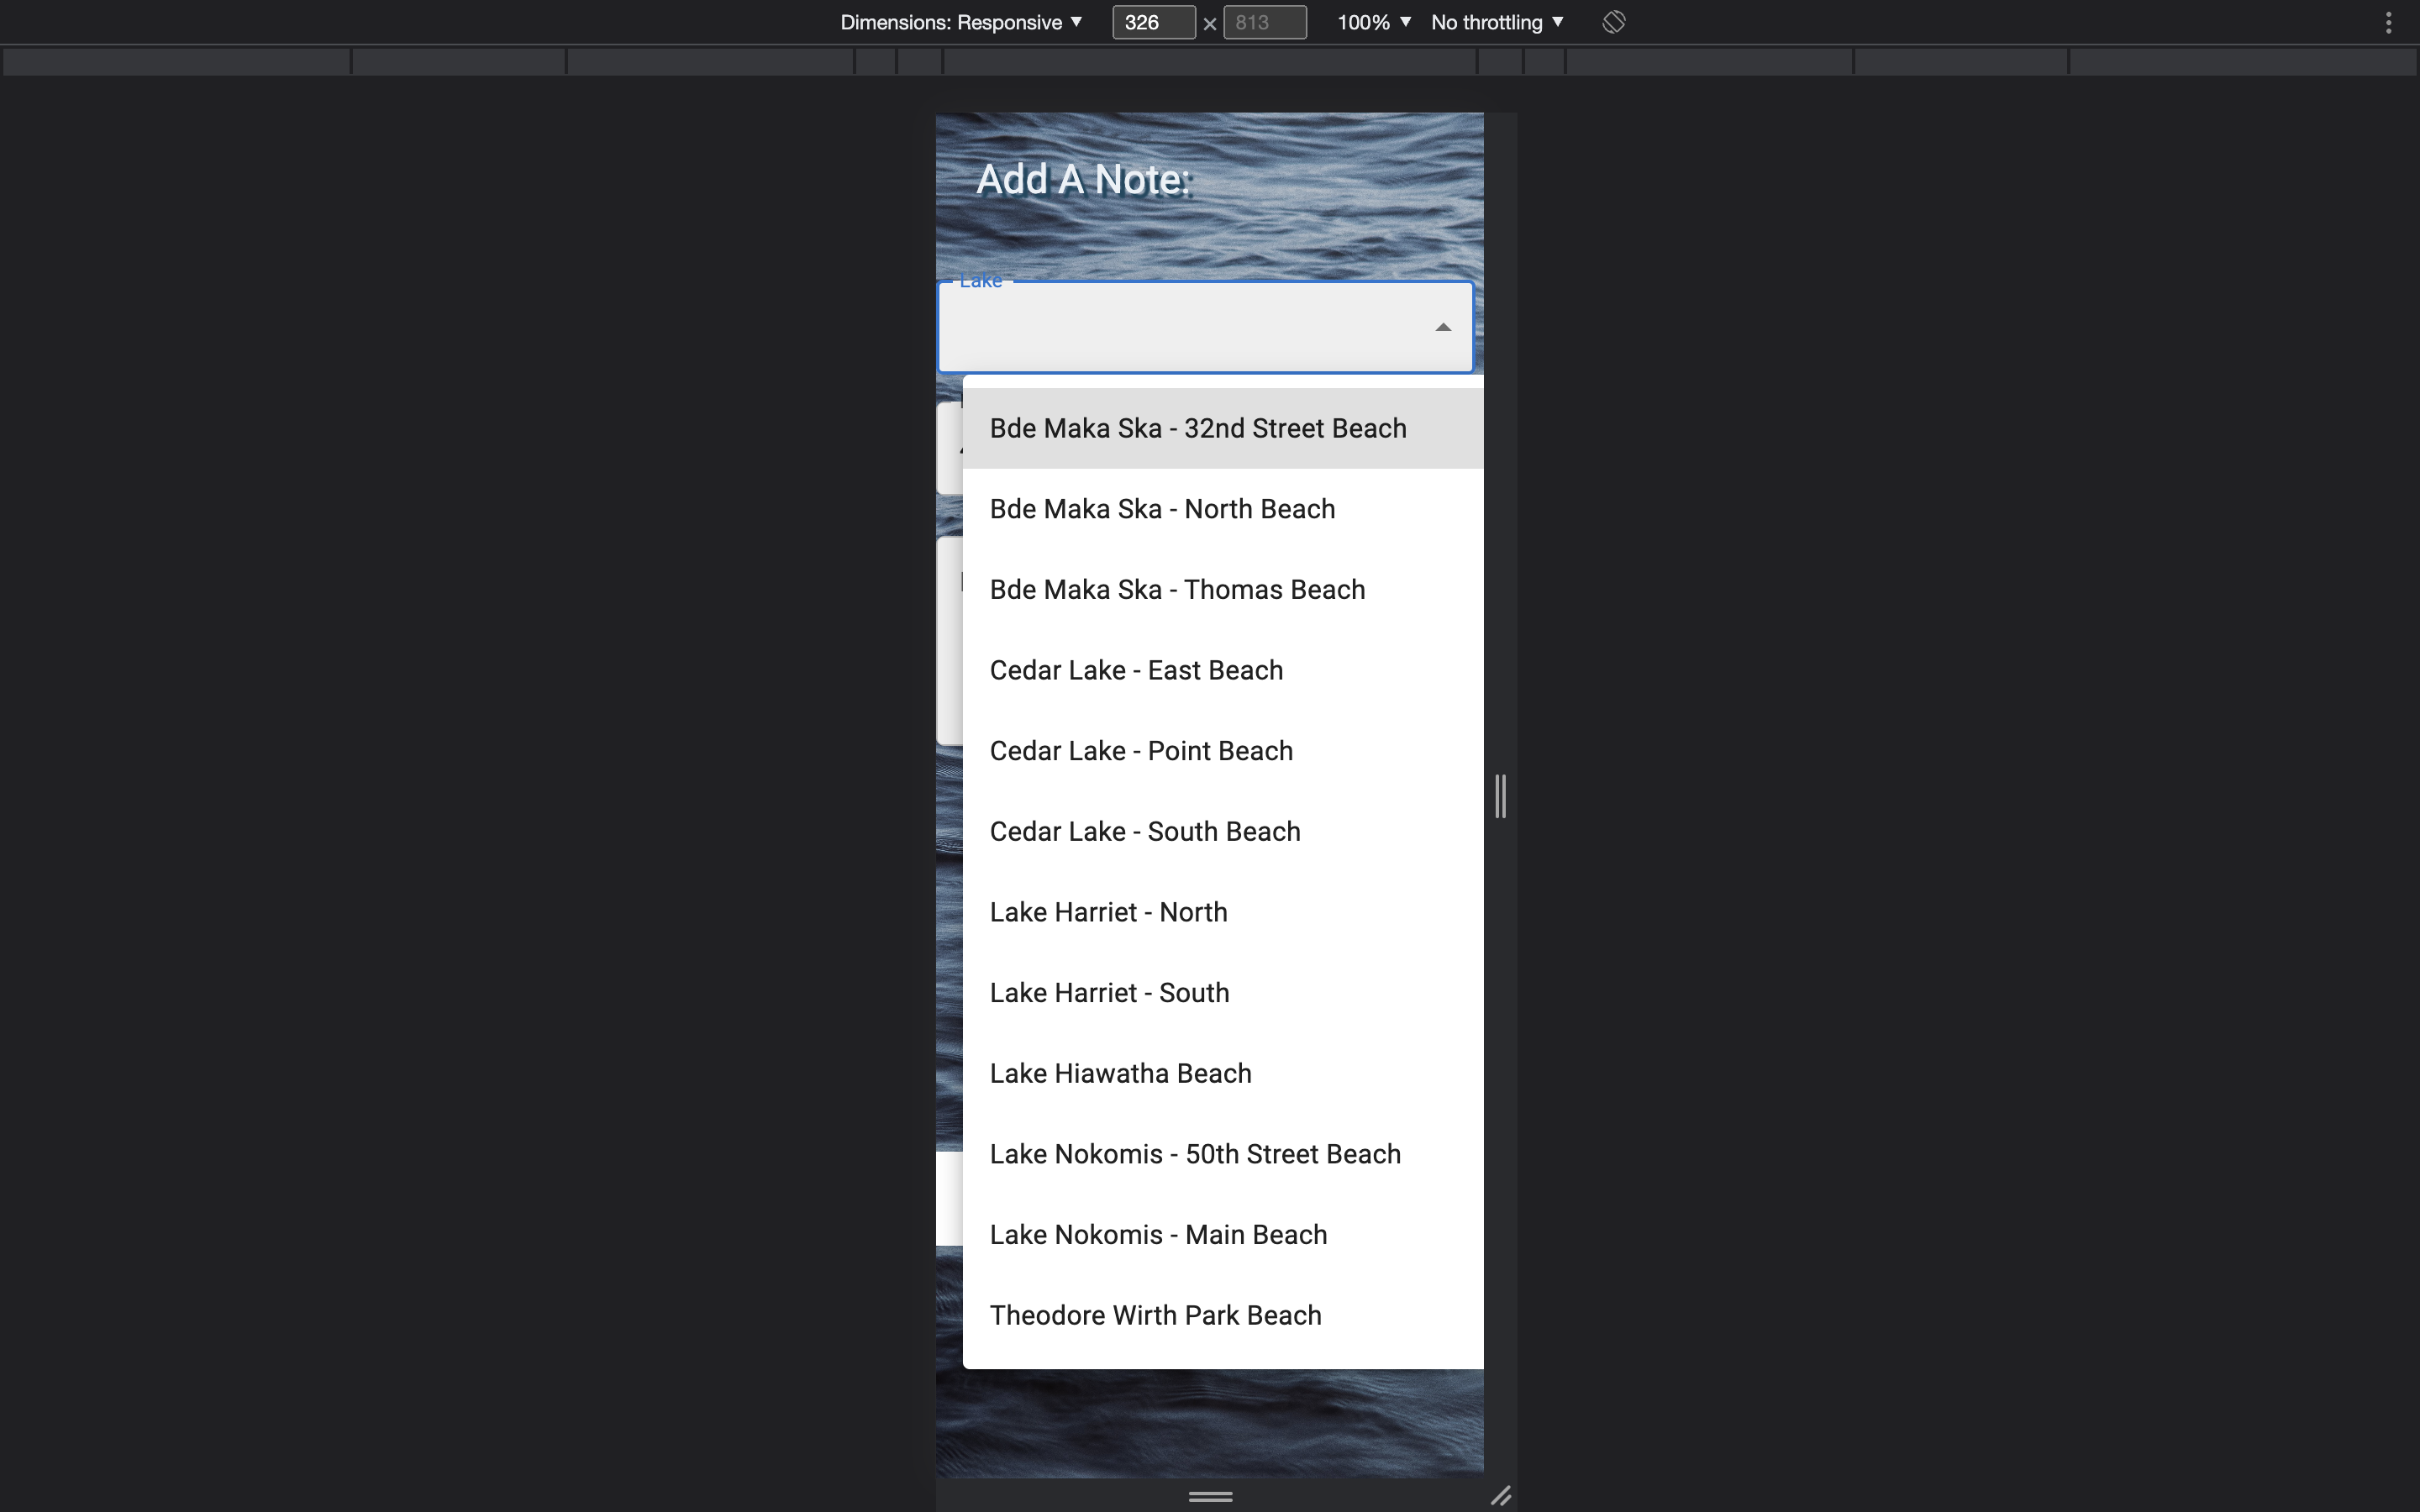 Dimensions: Responsive ▼ 326 × 813 100% ▼ No throttling ▼
Add A Note:
Lake
Bde Maka Ska - 32nd Street Beach
Bde Maka Ska - North Beach
Bde Maka Ska - Thomas Beach
Cedar Lake - East Beach
Cedar Lake - Point Beach
Cedar Lake - South Beach
Lake Harriet - North
Lake Harriet - South
Lake Hiawatha Beach
Lake Nokomis - 50th Street Beach
Lake Nokomis - Main Beach
Theodore Wirth Park Beach